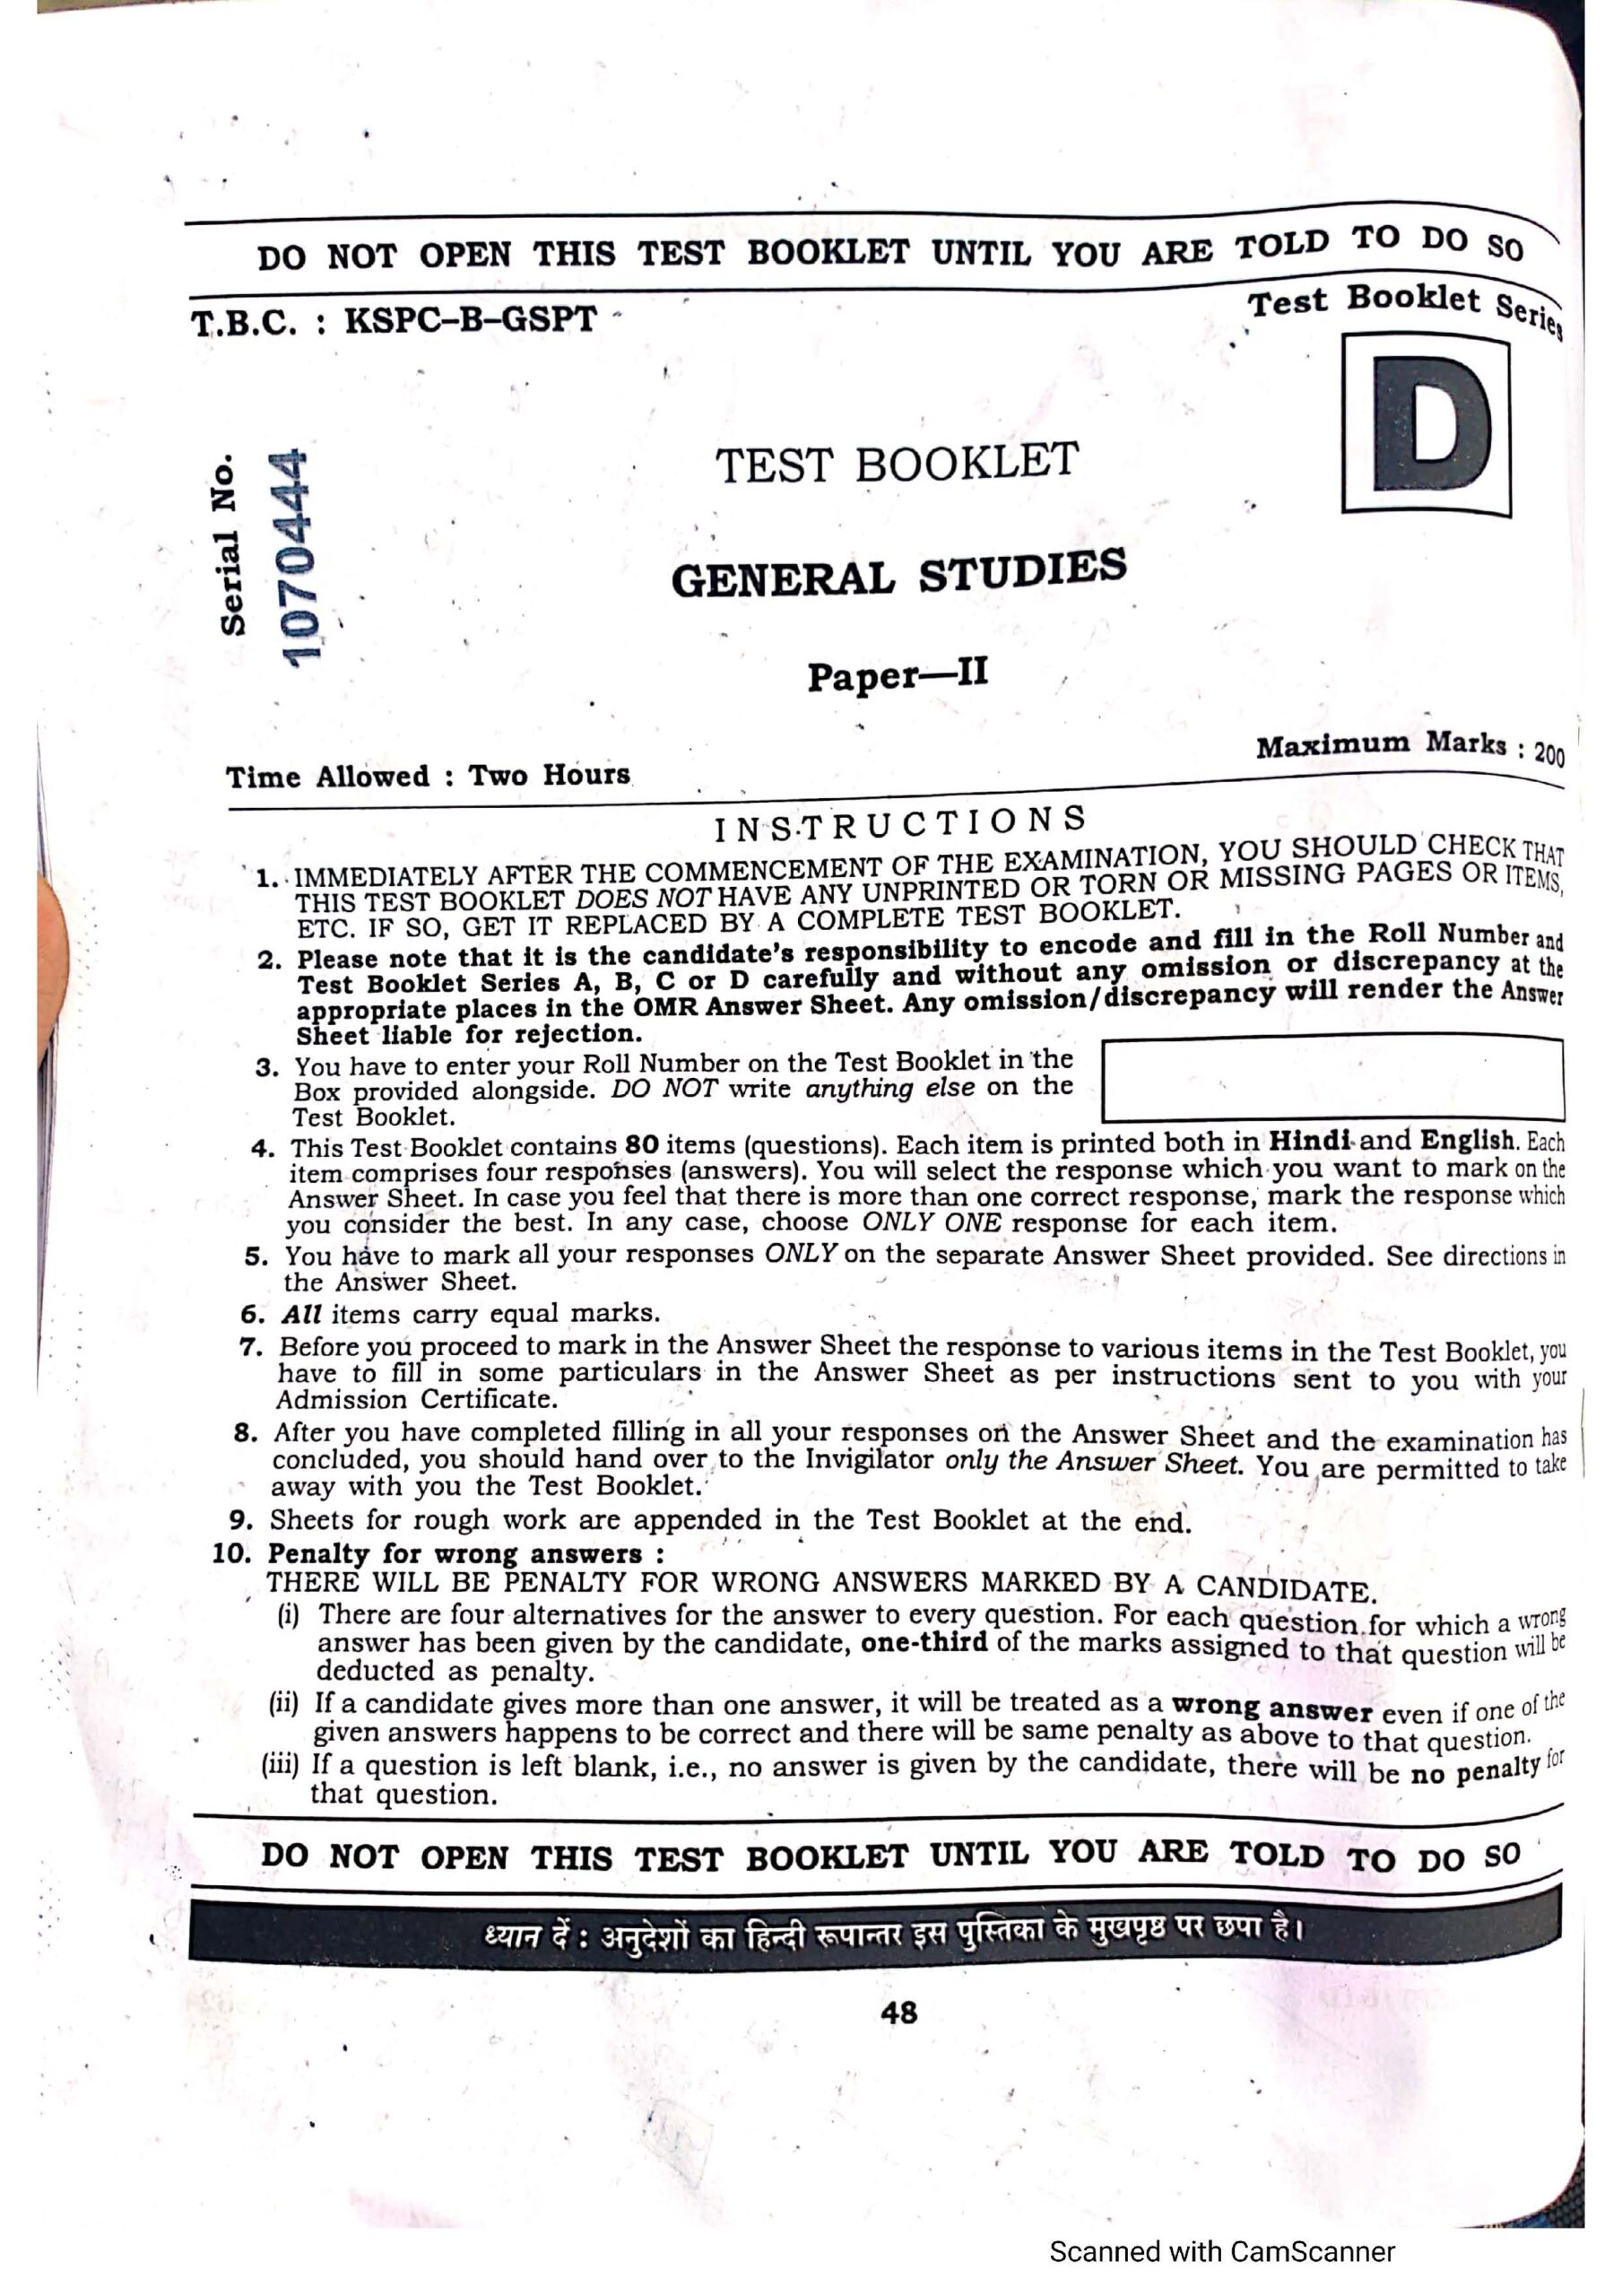 DO NOT OPEN THIS TEST BOOKLET UNTIL YOU ARE TOLD TO DO SO
T.B.C. : KSPC–B–GSPT
Test Booklet Series
D
Serial No.
1070444
TEST BOOKLET
GENERAL STUDIES
Paper—II
Time Allowed : Two Hours
Maximum Marks : 200
INSTRUCTIONS
1. IMMEDIATELY AFTER THE COMMENCEMENT OF THE EXAMINATION, YOU SHOULD CHECK THAT
THIS TEST BOOKLET DOES NOT HAVE ANY UNPRINTED OR TORN OR MISSING PAGES OR ITEMS,
ETC. IF SO, GET IT REPLACED BY A COMPLETE TEST BOOKLET.
2. Please note that it is the candidate's responsibility to encode and fill in the Roll Number and
Test Booklet Series A, B, C or D carefully and without any omission or discrepancy at the
appropriate places in the OMR Answer Sheet. Any omission/discrepancy will render the Answer
Sheet liable for rejection.
3. You have to enter your Roll Number on the Test Booklet in the
Box provided alongside. DO NOT write anything else on the
Test Booklet.
4. This Test Booklet contains 80 items (questions). Each item is printed both in Hindi and English. Each
item comprises four responses (answers). You will select the response which you want to mark on the
Answer Sheet. In case you feel that there is more than one correct response, mark the response which
you consider the best. In any case, choose ONLY ONE response for each item.
5. You have to mark all your responses ONLY on the separate Answer Sheet provided. See directions in
the Answer Sheet.
6. All items carry equal marks.
7. Before you proceed to mark in the Answer Sheet the response to various items in the Test Booklet, you
have to fill in some particulars in the Answer Sheet as per instructions sent to you with your
Admission Certificate.
8. After you have completed filling in all your responses on the Answer Sheet and the examination has
concluded, you should hand over to the Invigilator only the Answer Sheet. You are permitted to take
away with you the Test Booklet.
9. Sheets for rough work are appended in the Test Booklet at the end.
10. Penalty for wrong answers :
THERE WILL BE PENALTY FOR WRONG ANSWERS MARKED BY A CANDIDATE.
(i) There are four alternatives for the answer to every question. For each question for which a wrong
answer has been given by the candidate, one-third of the marks assigned to that question will be
deducted as penalty.
(ii) If a candidate gives more than one answer, it will be treated as a wrong answer even if one of the
given answers happens to be correct and there will be same penalty as above to that question.
(iii) If a question is left blank, i.e., no answer is given by the candidate, there will be no penalty for
that question.
DO NOT OPEN THIS TEST BOOKLET UNTIL YOU ARE TOLD TO DO SO
ध्यान दें : अनुदेशों का हिन्दी रूपान्तर इस पुस्तिका के मुखपृष्ठ पर छपा है।
48
Scanned with CamScanner